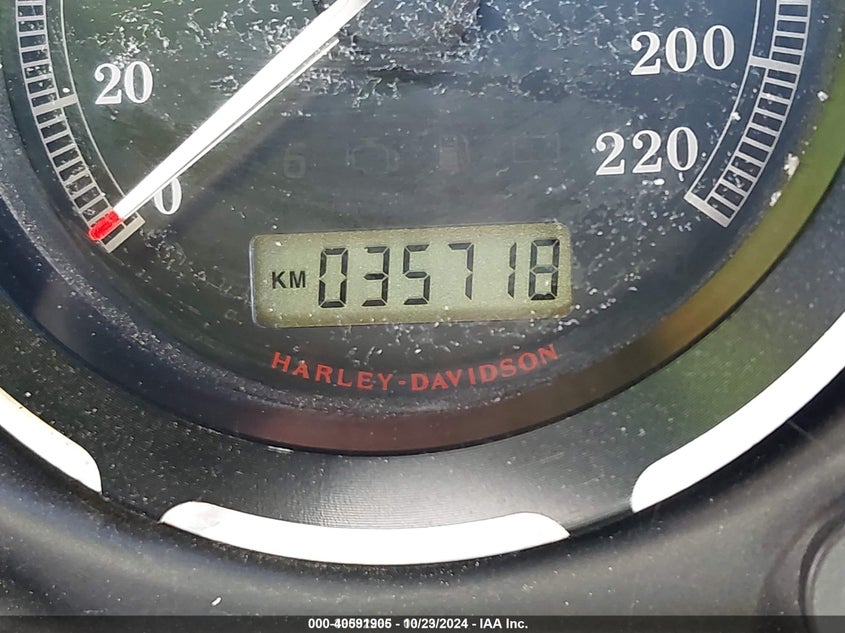 200
20
220
0
KM 035718
HARLEY-DAVIDSON
- 10/23/2024 - IAA Inc.